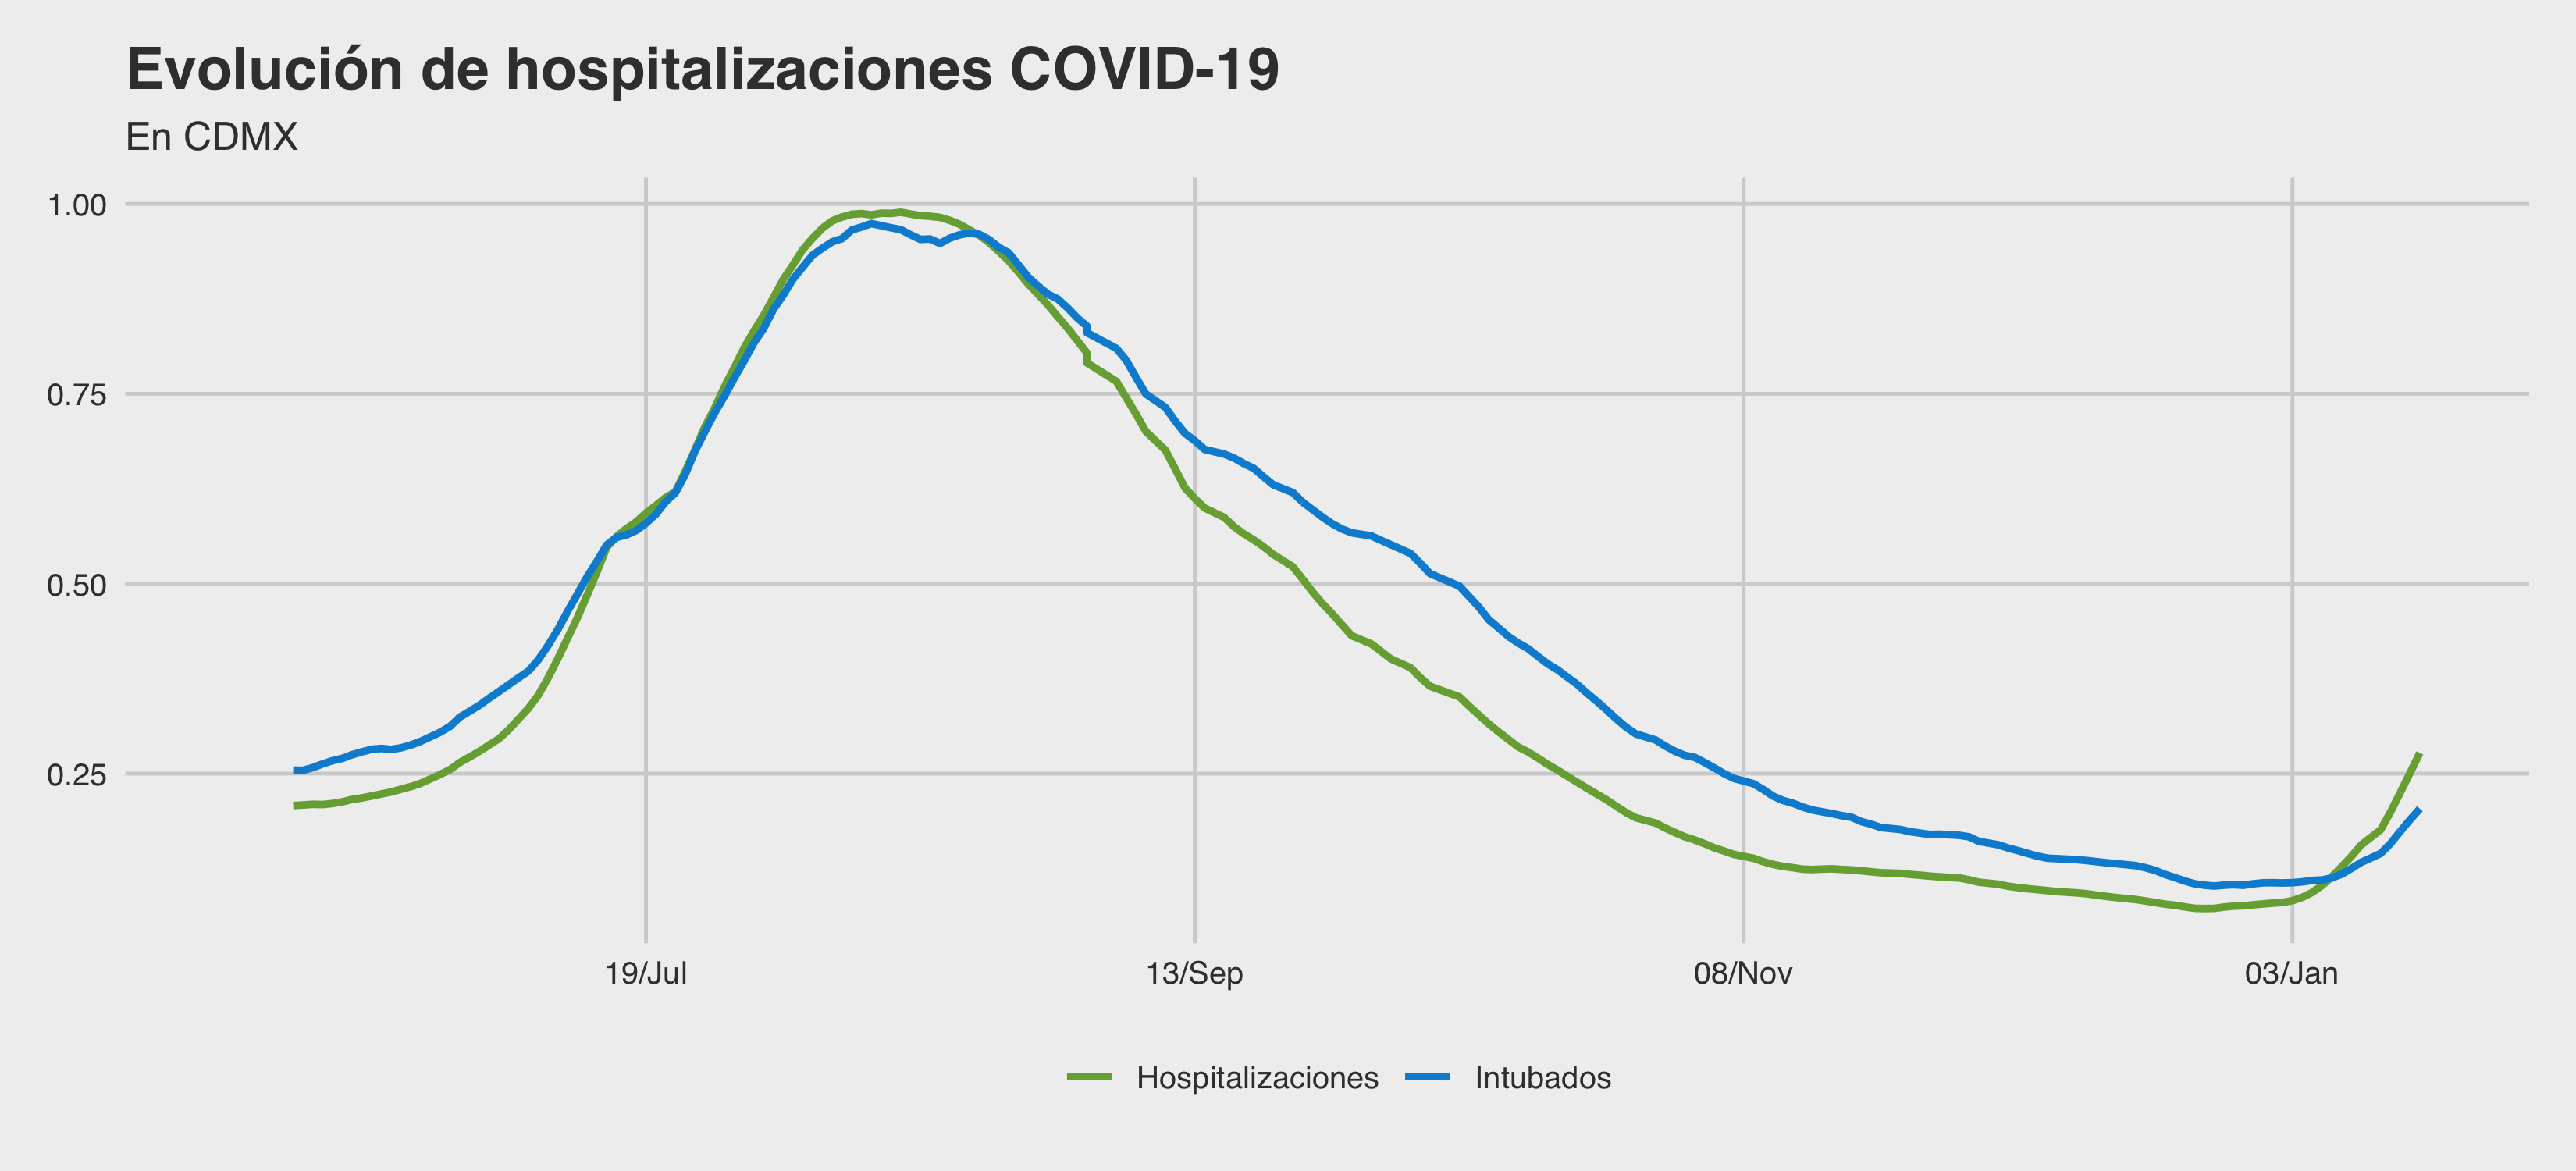 Evolución de hospitalizaciones COVID-19
En CDMX
1.00
0.75
0.50
0.25
19/Jul 13/Sep 08/Nov 03/Jan
Hospitalizaciones Intubados